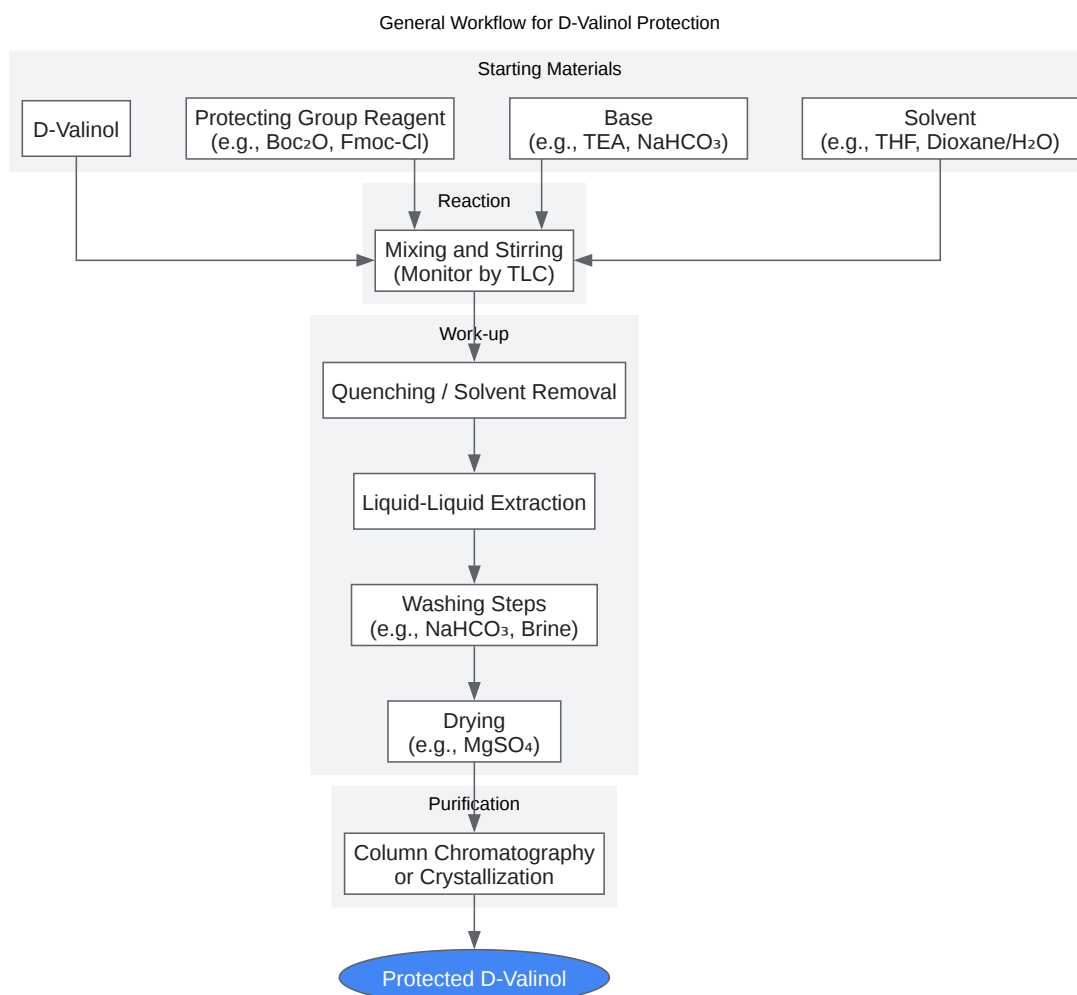 General Workflow for D-Valinol Protection
Starting Materials
D-Valinol
Protecting Group Reagent
(e.g., Boc₂O, Fmoc-Cl)
Base
(e.g., TEA, NaHCO₃)
Solvent
(e.g., THF, Dioxane/H₂O)
Reaction
Mixing and Stirring
(Monitor by TLC)
Work-up
Quenching / Solvent Removal
Liquid-Liquid Extraction
Washing Steps
(e.g., NaHCO₃, Brine)
Drying
(e.g., MgSO₄)
Purification
Column Chromatography
or Crystallization
Protected D-Valinol